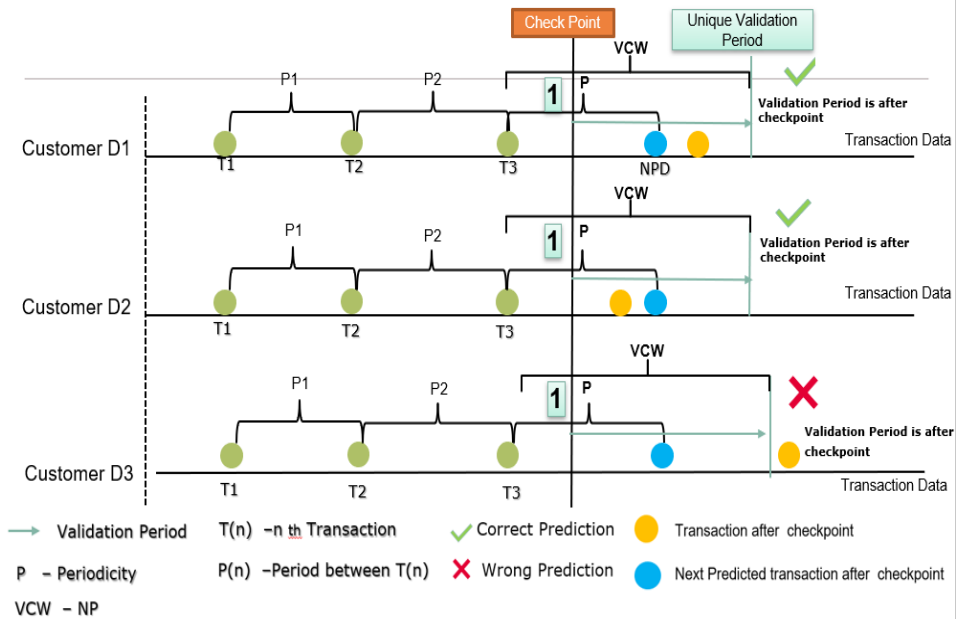 Check Point
Unique Validation
Period
VCW
P1
P2
1
P
Validation Period is after
checkpoint
Customer D1
Transaction Data
T1
T2
T3
NPD
VCW
P1
P2
1
P
Validation Period is after
checkpoint
Customer D2
Transaction Data
T1
T2
T3
VCW
P1
P2
1
P
Validation Period is after
checkpoint
Customer D3
T1
T2
T3
Transaction Data
Validation Period
T(n) –n th Transaction
Correct Prediction
Transaction after checkpoint
P – Periodicity
P(n) –Period between T(n)
Wrong Prediction
Next Predicted transaction after checkpoint
VCW – NP